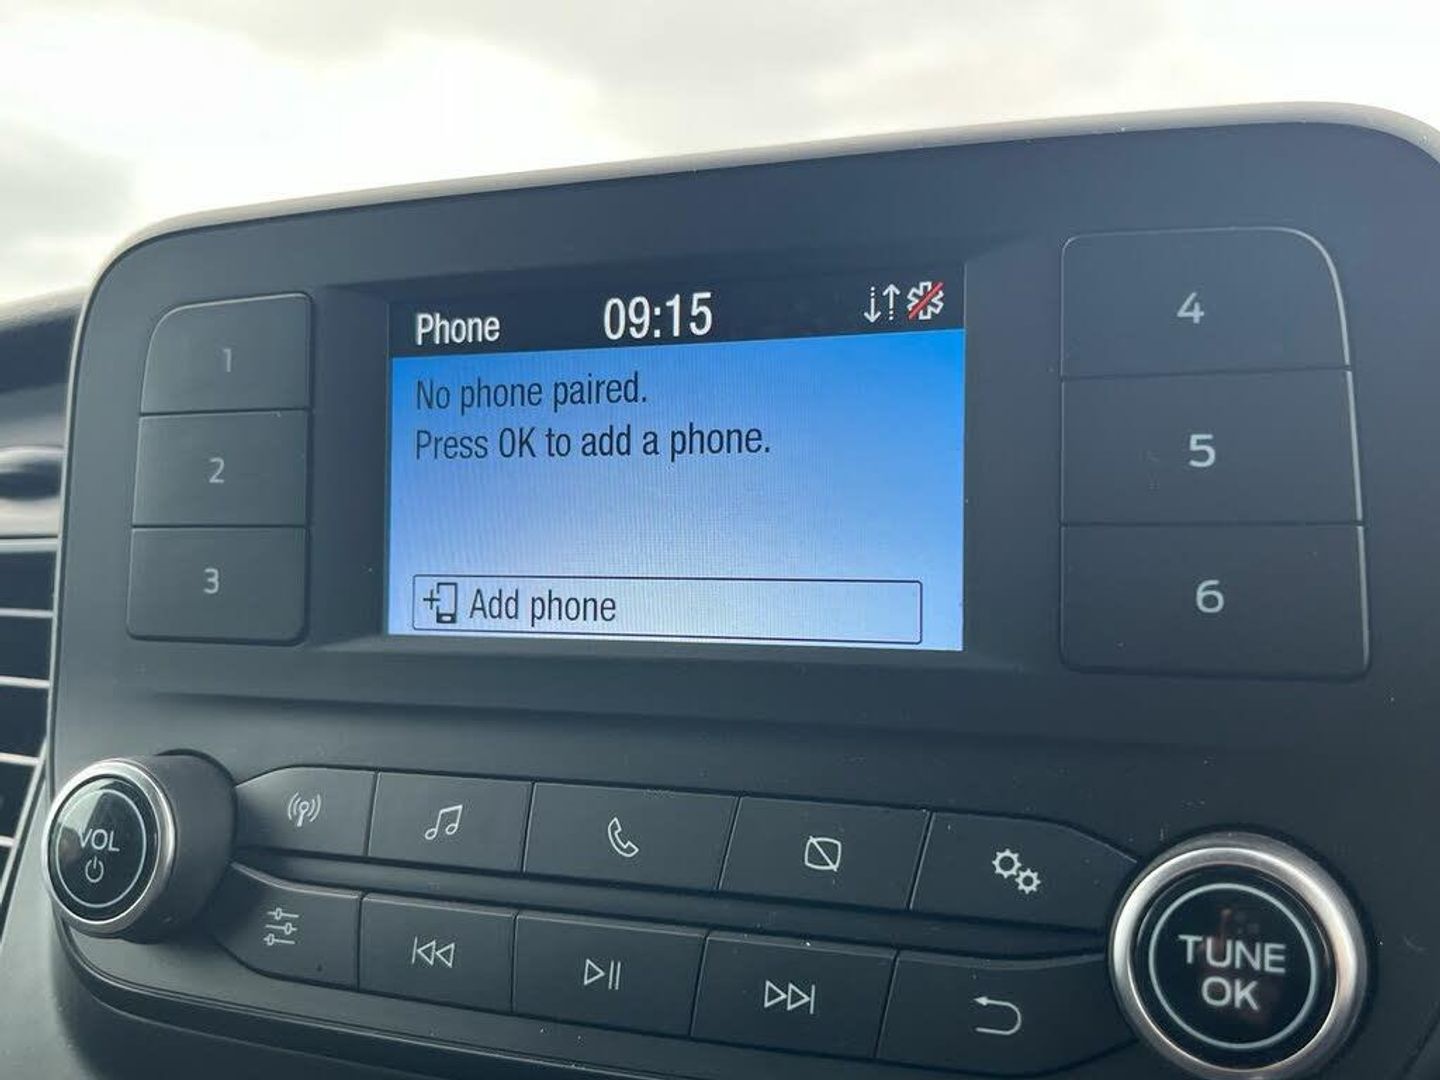 Phone 09:15
No phone paired.
Press OK to add a phone.
Add phone
1
2
3
4
5
6
VOL
TUNE
OK